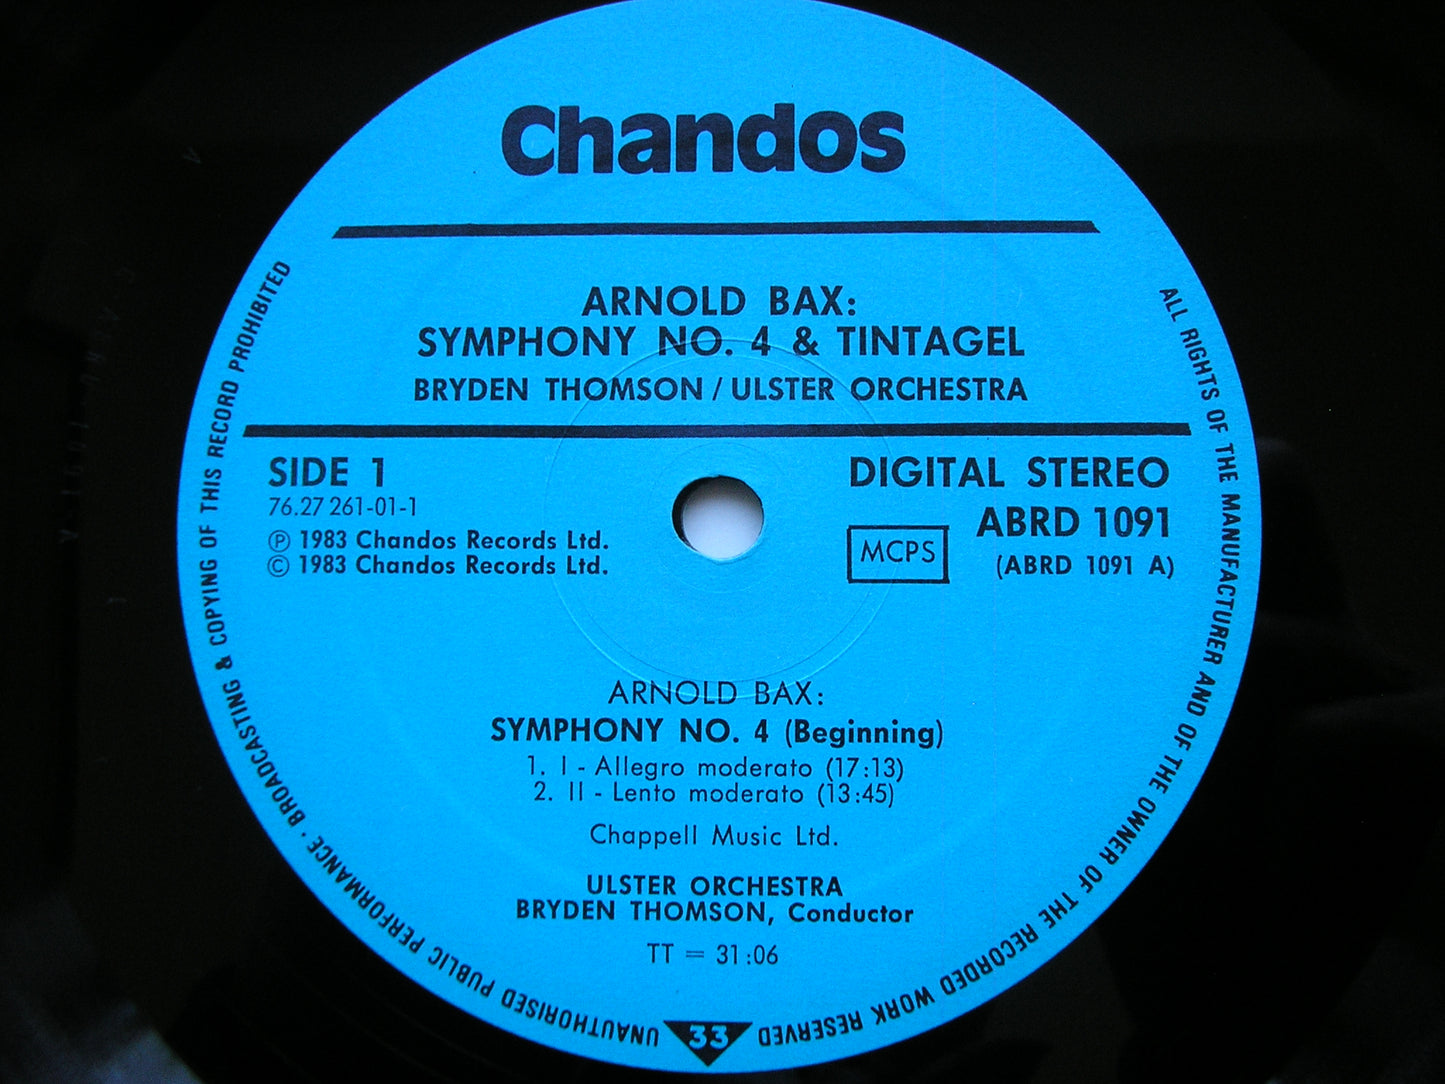 Chandos
ARNOLD BAX:
SYMPHONY NO. 4 & TINTAGEL
BRYDEN THOMSON / ULSTER ORCHESTRA
SIDE 1
76.27 261-01-1
℗ 1983 Chandos Records Ltd.
© 1983 Chandos Records Ltd.
DIGITAL STEREO
ABRD 1091
MCPS
(ABRD 1091 A)
ARNOLD BAX:
SYMPHONY NO. 4 (Beginning)
1. I - Allegro moderato (17:13)
2. II - Lento moderato (13:45)
Chappell Music Ltd.
ULSTER ORCHESTRA
BRYDEN THOMSON, Conductor
TT = 31:06
ALL RIGHTS OF THE MANUFACTURER AND OF THE OWNER OF THE RECORDED WORK RESERVED
33
UNAUTHORISED PUBLIC PERFORMANCE · BROADCASTING & COPYING OF THIS RECORD PROHIBITED